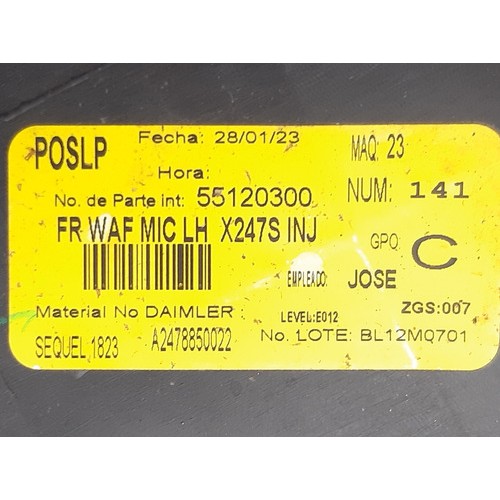 POSLP Fecha: 28/01/23 MAQ: 23
Hora:
No. de Parte int: 55120300 NUM: 141
FR WAF MIC LH X247S INJ GPO C
EMPLEADO: JOSE
Material No DAIMLER : LEVEL:E012 ZGS:007
SEQUEL 1823 A2478850022 No. LOTE: BL12MQ701